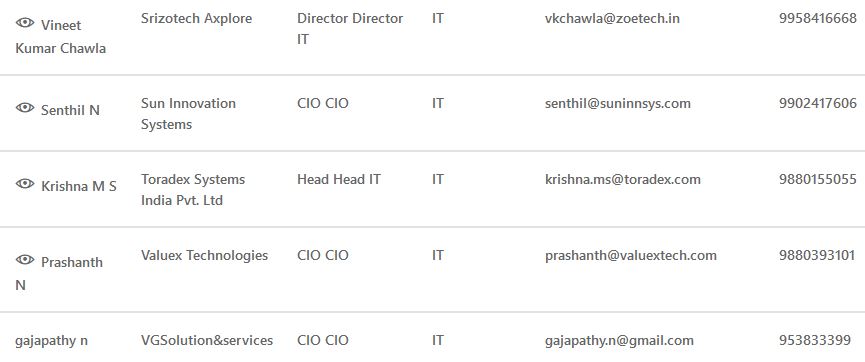 Vineet Srizotech Axplore Director Director IT vkchawla@zoetech.in 9958416668
Kumar Chawla IT
Senthil N Sun Innovation CIO CIO IT senthil@suninnsys.com 9902417606
Systems
Krishna M S Toradex Systems Head Head IT IT krishna.ms@toradex.com 9880155055
India Pvt. Ltd
Prashanth Valuex Technologies CIO CIO IT prashanth@valuextech.com 9880393101
N
gajapathy n VGSolution&services CIO CIO IT gajapathy.n@gmail.com 953833399